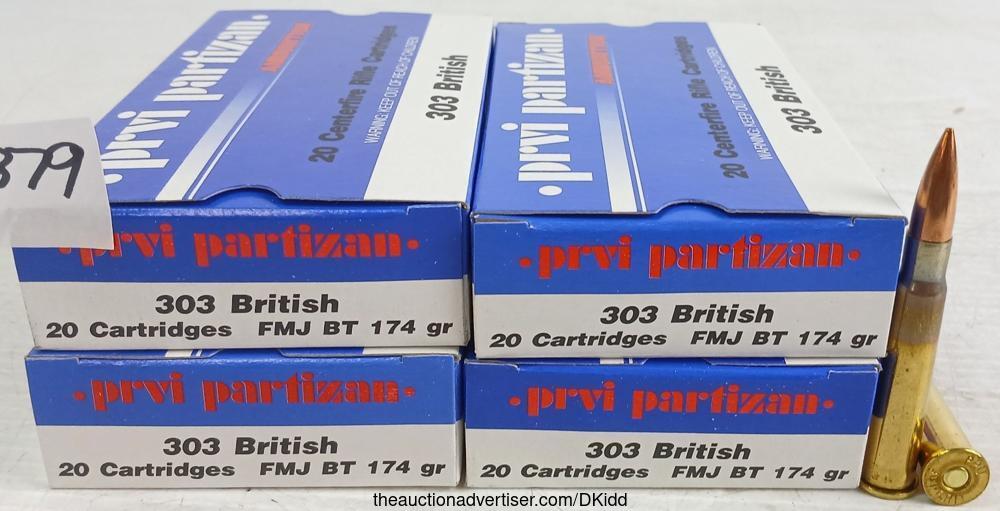 879
·prvi partizan·
AMMUNITION
20 Centerfire Rifle Cartridges
WARNING: KEEP OUT OF REACH OF CHILDREN
303 British
·prvi partizan·
303 British
20 Cartridges FMJ BT 174 gr
·prvi partizan·
AMMUNITION
20 Centerfire Rifle Cartridges
WARNING: KEEP OUT OF REACH OF CHILDREN
303 British
·prvi partizan·
303 British
20 Cartridges FMJ BT 174 gr
·prvi partizan·
303 British
20 Cartridges FMJ BT 174 gr
·prvi partizan·
303 British
20 Cartridges FMJ BT 174 gr
theauctionadvertiser.com/DKidd